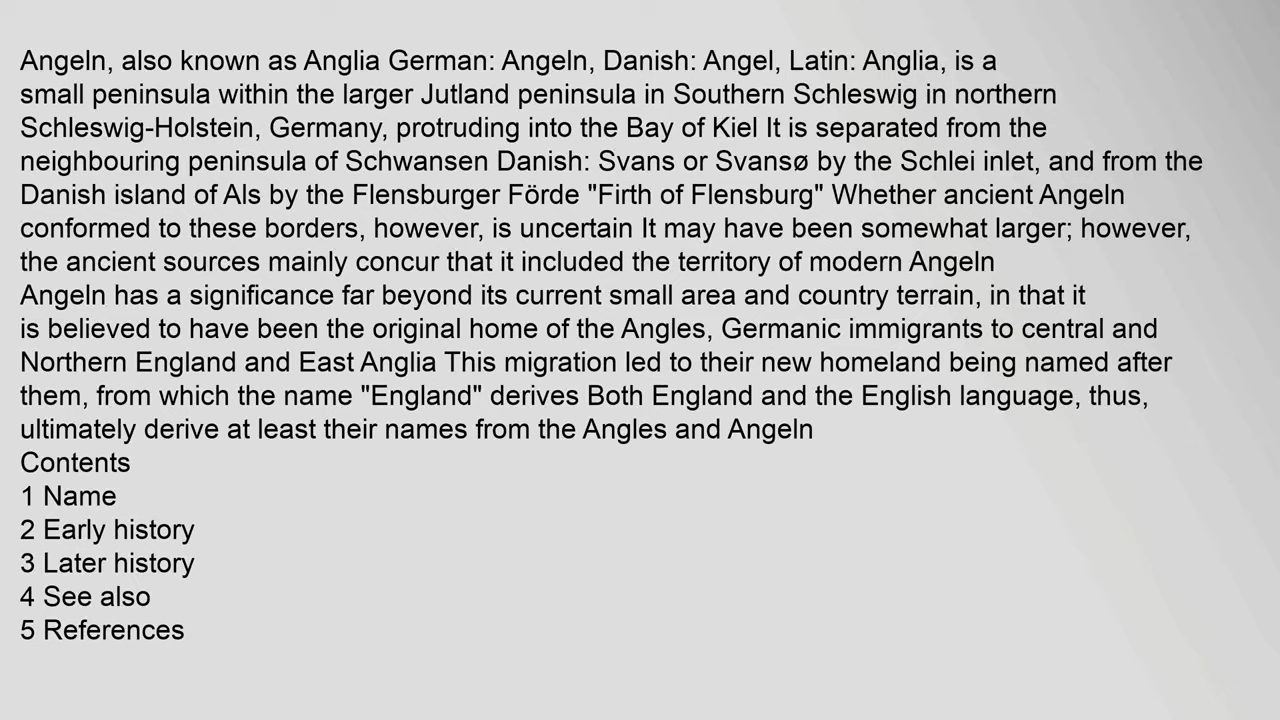 Angeln, also known as Anglia German: Angeln, Danish: Angel, Latin: Anglia, is a
small peninsula within the larger Jutland peninsula in Southern Schleswig in northern
Schleswig-Holstein, Germany, protruding into the Bay of Kiel It is separated from the
neighbouring peninsula of Schwansen Danish: Svans or Svansø by the Schlei inlet, and from the
Danish island of Als by the Flensburger Förde "Firth of Flensburg" Whether ancient Angeln
conformed to these borders, however, is uncertain It may have been somewhat larger; however,
the ancient sources mainly concur that it included the territory of modern Angeln
Angeln has a significance far beyond its current small area and country terrain, in that it
is believed to have been the original home of the Angles, Germanic immigrants to central and
Northern England and East Anglia This migration led to their new homeland being named after
them, from which the name "England" derives Both England and the English language, thus,
ultimately derive at least their names from the Angles and Angeln
Contents
1 Name
2 Early history
3 Later history
4 See also
5 References